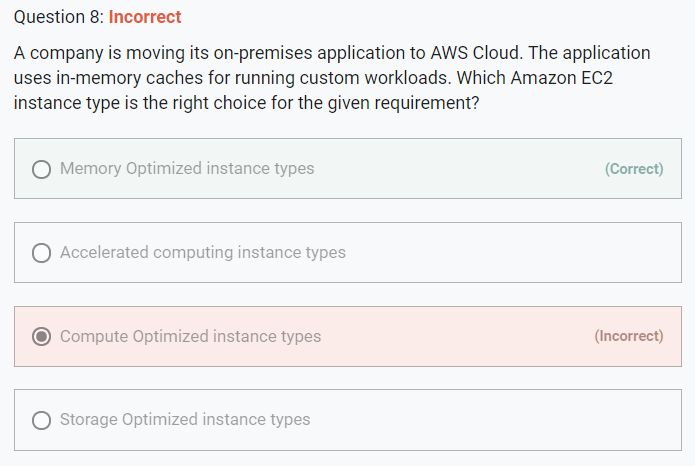 Question 8: Incorrect
A company is moving its on-premises application to AWS Cloud. The application
uses in-memory caches for running custom workloads. Which Amazon EC2
instance type is the right choice for the given requirement?
Memory Optimized instance types (Correct)
Accelerated computing instance types
Compute Optimized instance types (Incorrect)
Storage Optimized instance types